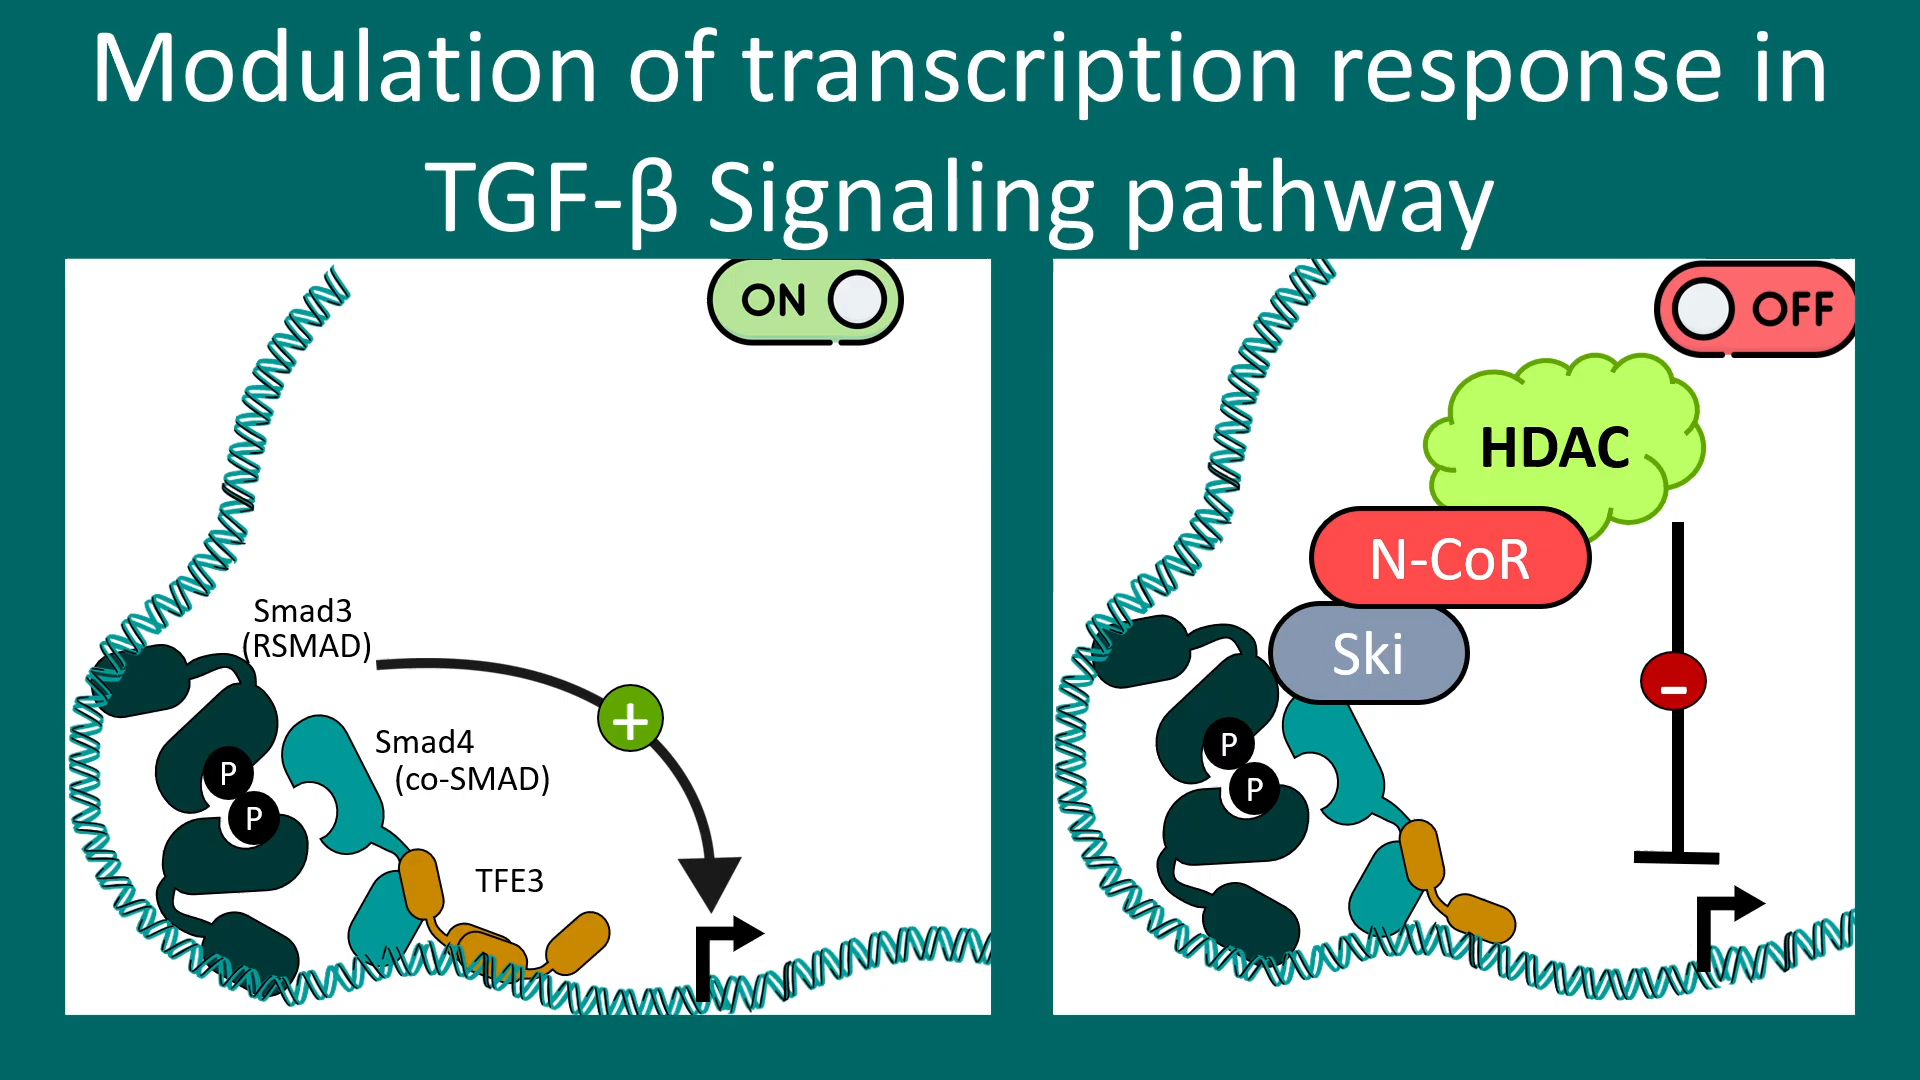 Modulation of transcription response in
TGF-β Signaling pathway
ON
Smad3
(RSMAD)
+
Smad4
(co-SMAD)
P
P
TFE3
OFF
HDAC
N-CoR
Ski
-
P
P